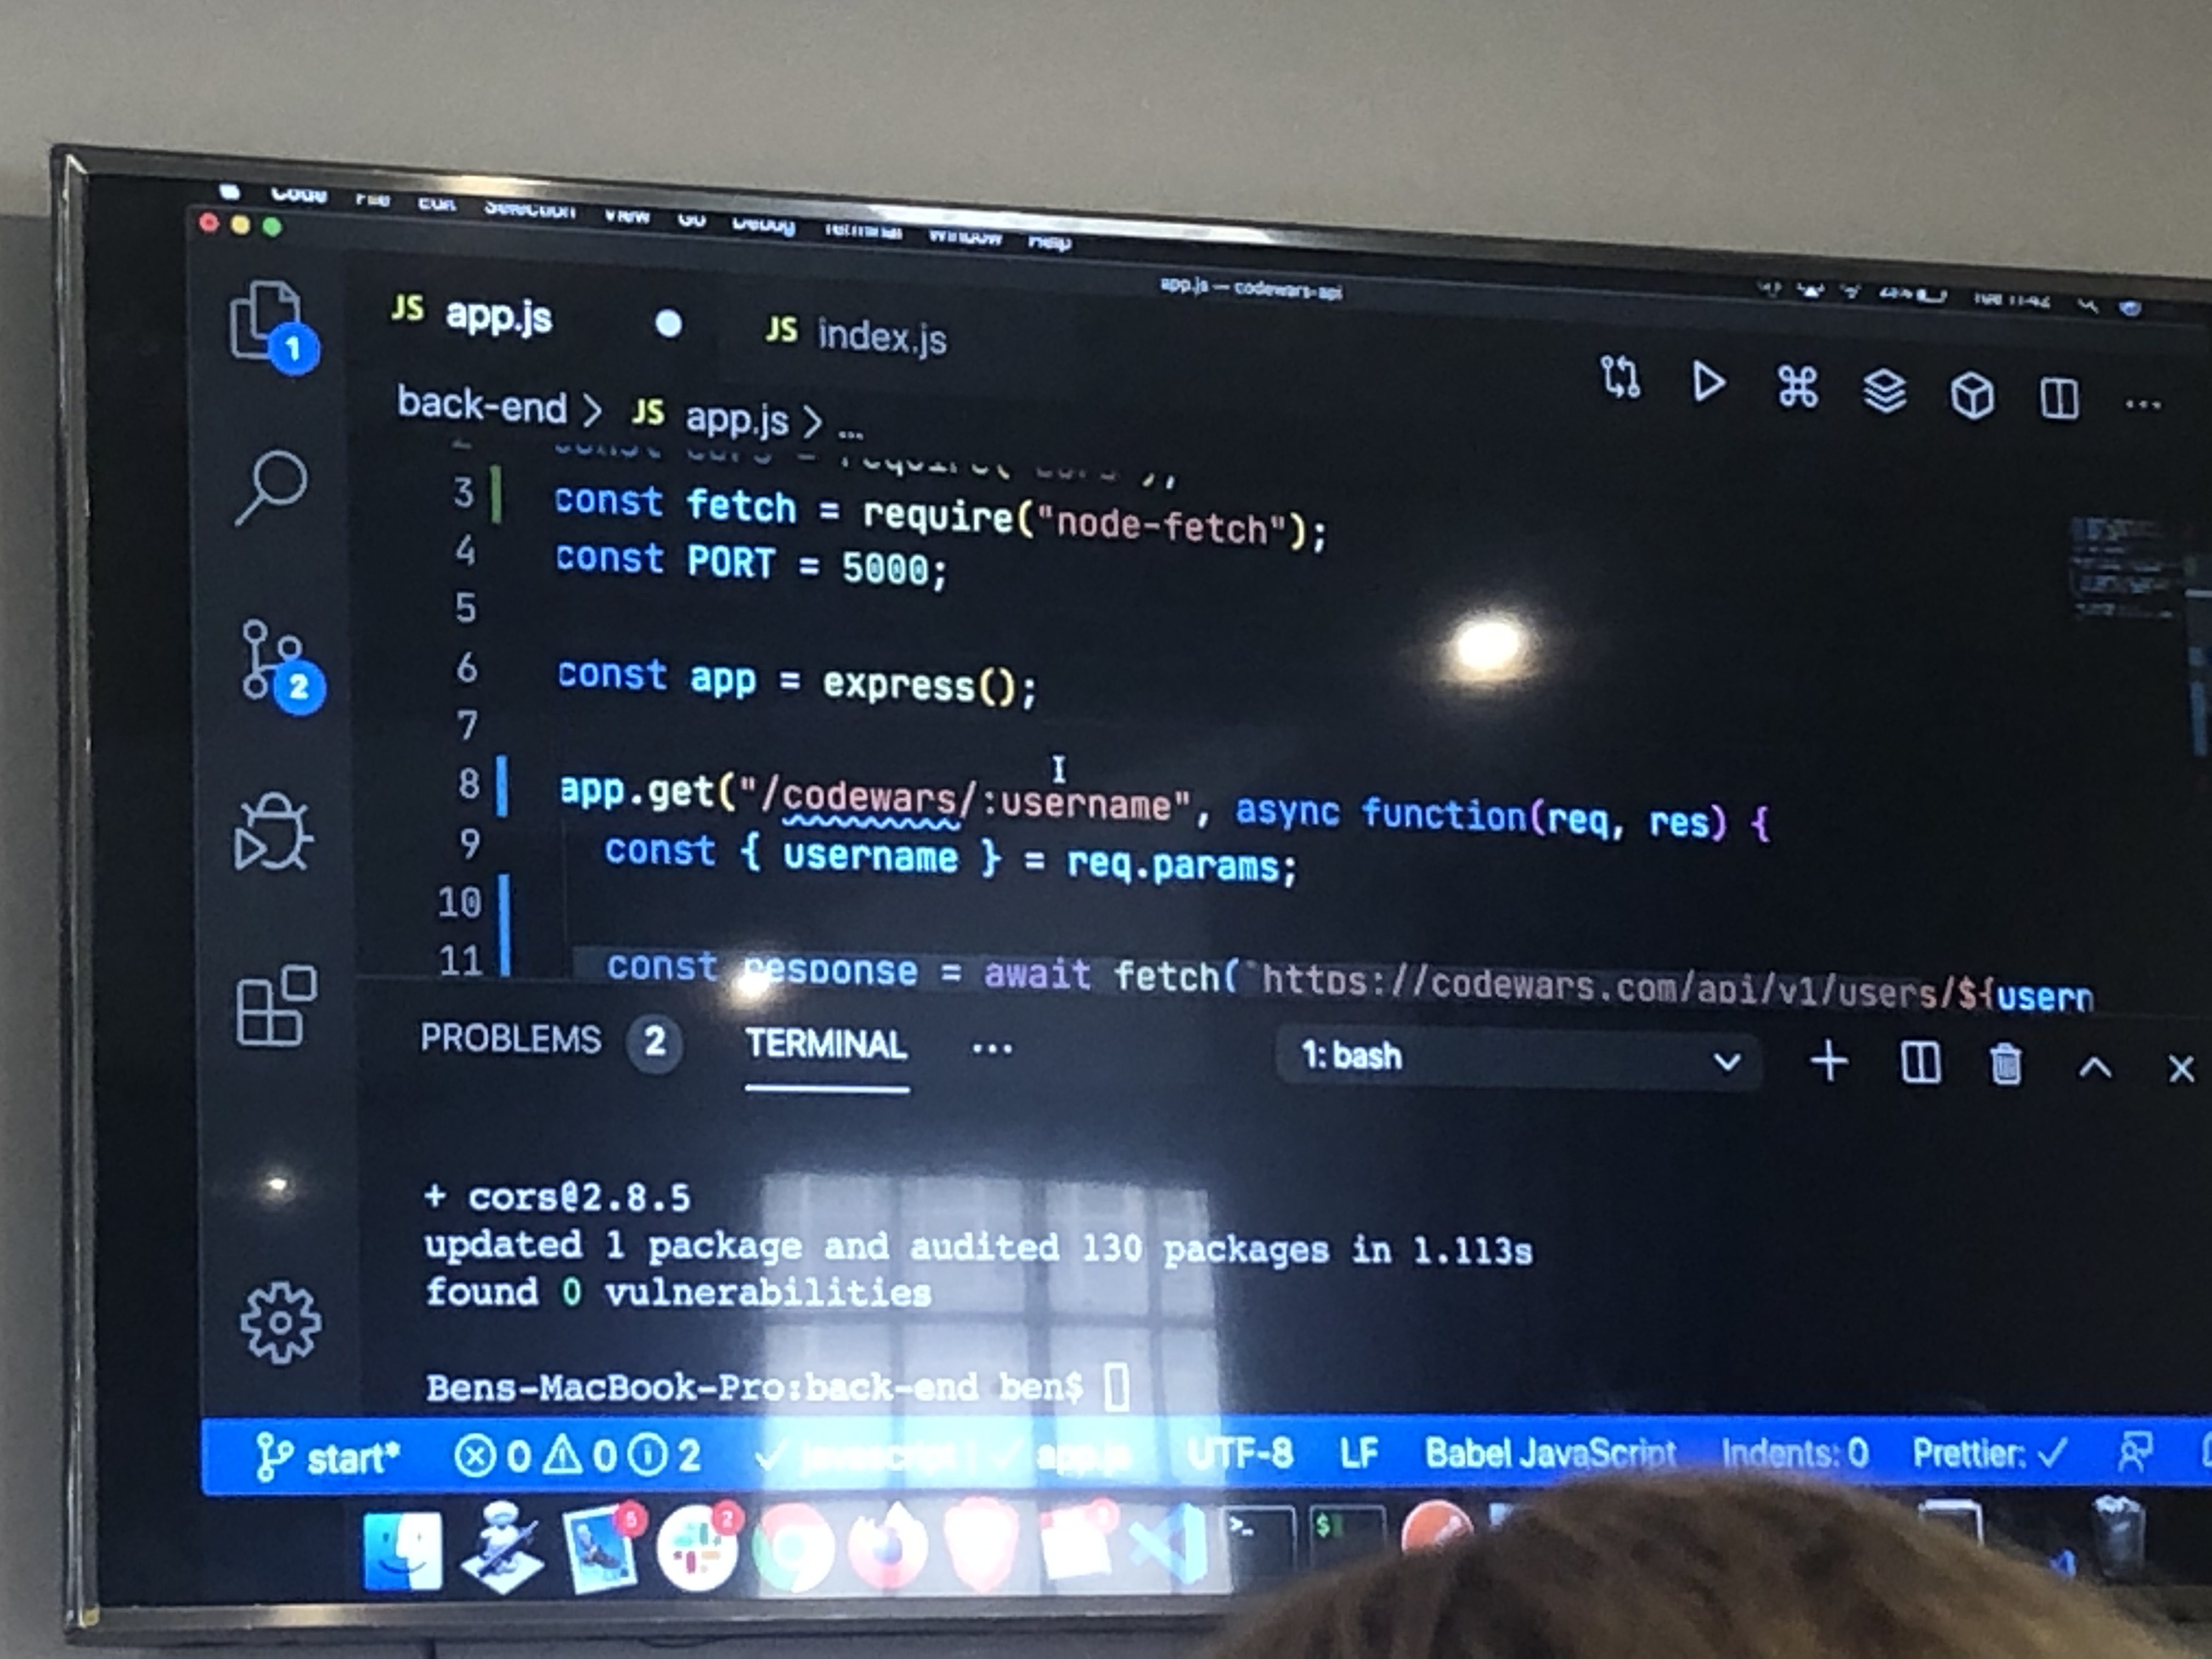 Code File Edit Selection View Go Debug Terminal Window Help
app.js — codewars-api
JS app.js
JS index.js
1
back-end > JS app.js > ...
3 const fetch = require("node-fetch");
4 const PORT = 5000;
5
6 const app = express();
7
8 app.get("/codewars/:username", async function(req, res) {
9 const { username } = req.params;
10
11 const response = await fetch(`https://codewars.com/api/v1/users/${usern
2
PROBLEMS 2 TERMINAL ... 1: bash
+ cors@2.8.5
updated 1 package and audited 130 packages in 1.113s
found 0 vulnerabilities
Bens-MacBook-Pro:back-end ben$
start* 0 0 2 javascript app.js UTF-8 LF Babel JavaScript Indents: 0 Prettier: ✓
5 2